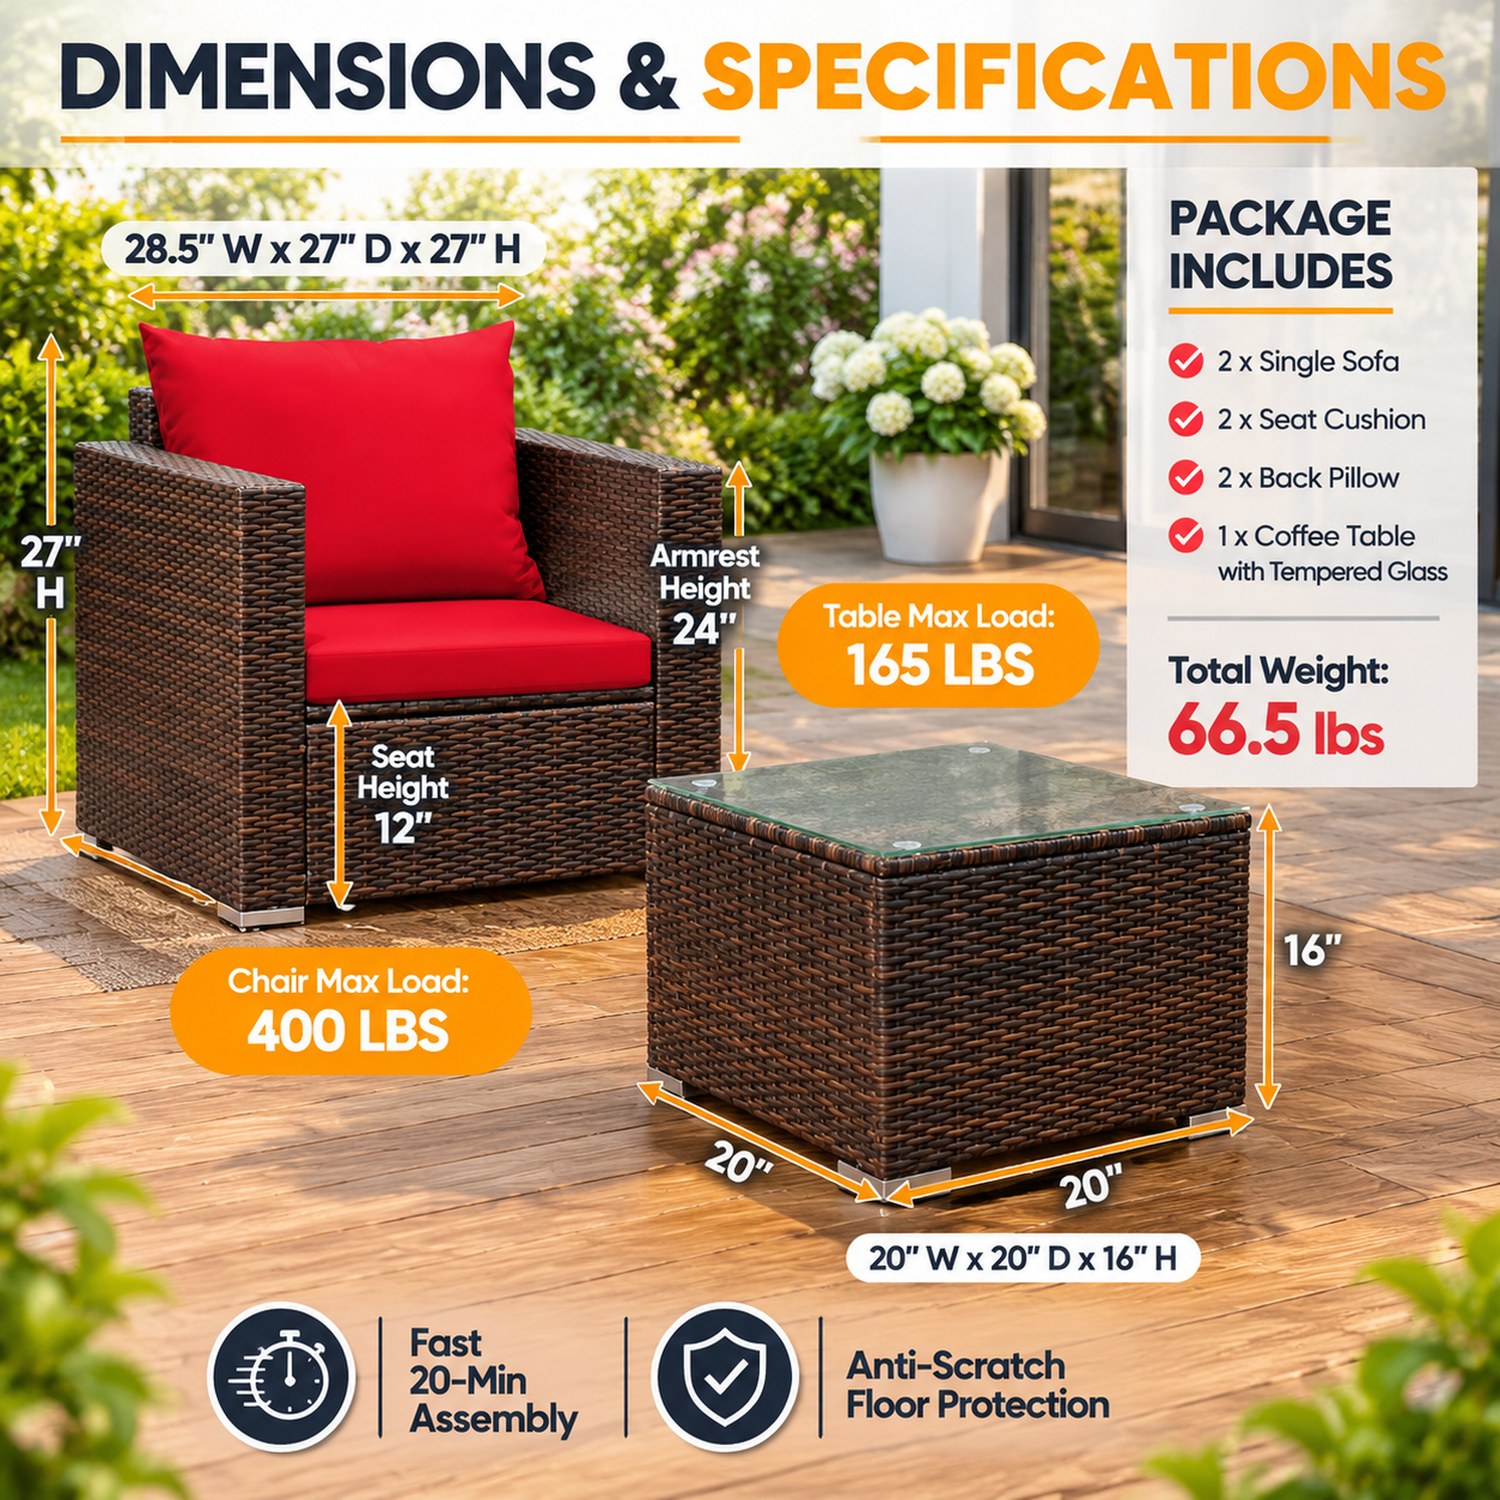 DIMENSIONS & SPECIFICATIONS
28.5" W x 27" D x 27" H
27"
H
Armrest
Height
24"
Seat
Height
12"
Chair Max Load:
400 LBS
Table Max Load:
165 LBS
PACKAGE
INCLUDES
2 x Single Sofa
2 x Seat Cushion
2 x Back Pillow
1 x Coffee Table
with Tempered Glass
Total Weight:
66.5 lbs
16"
20"
20"
20" W x 20" D x 16" H
Fast
20-Min
Assembly
Anti-Scratch
Floor Protection